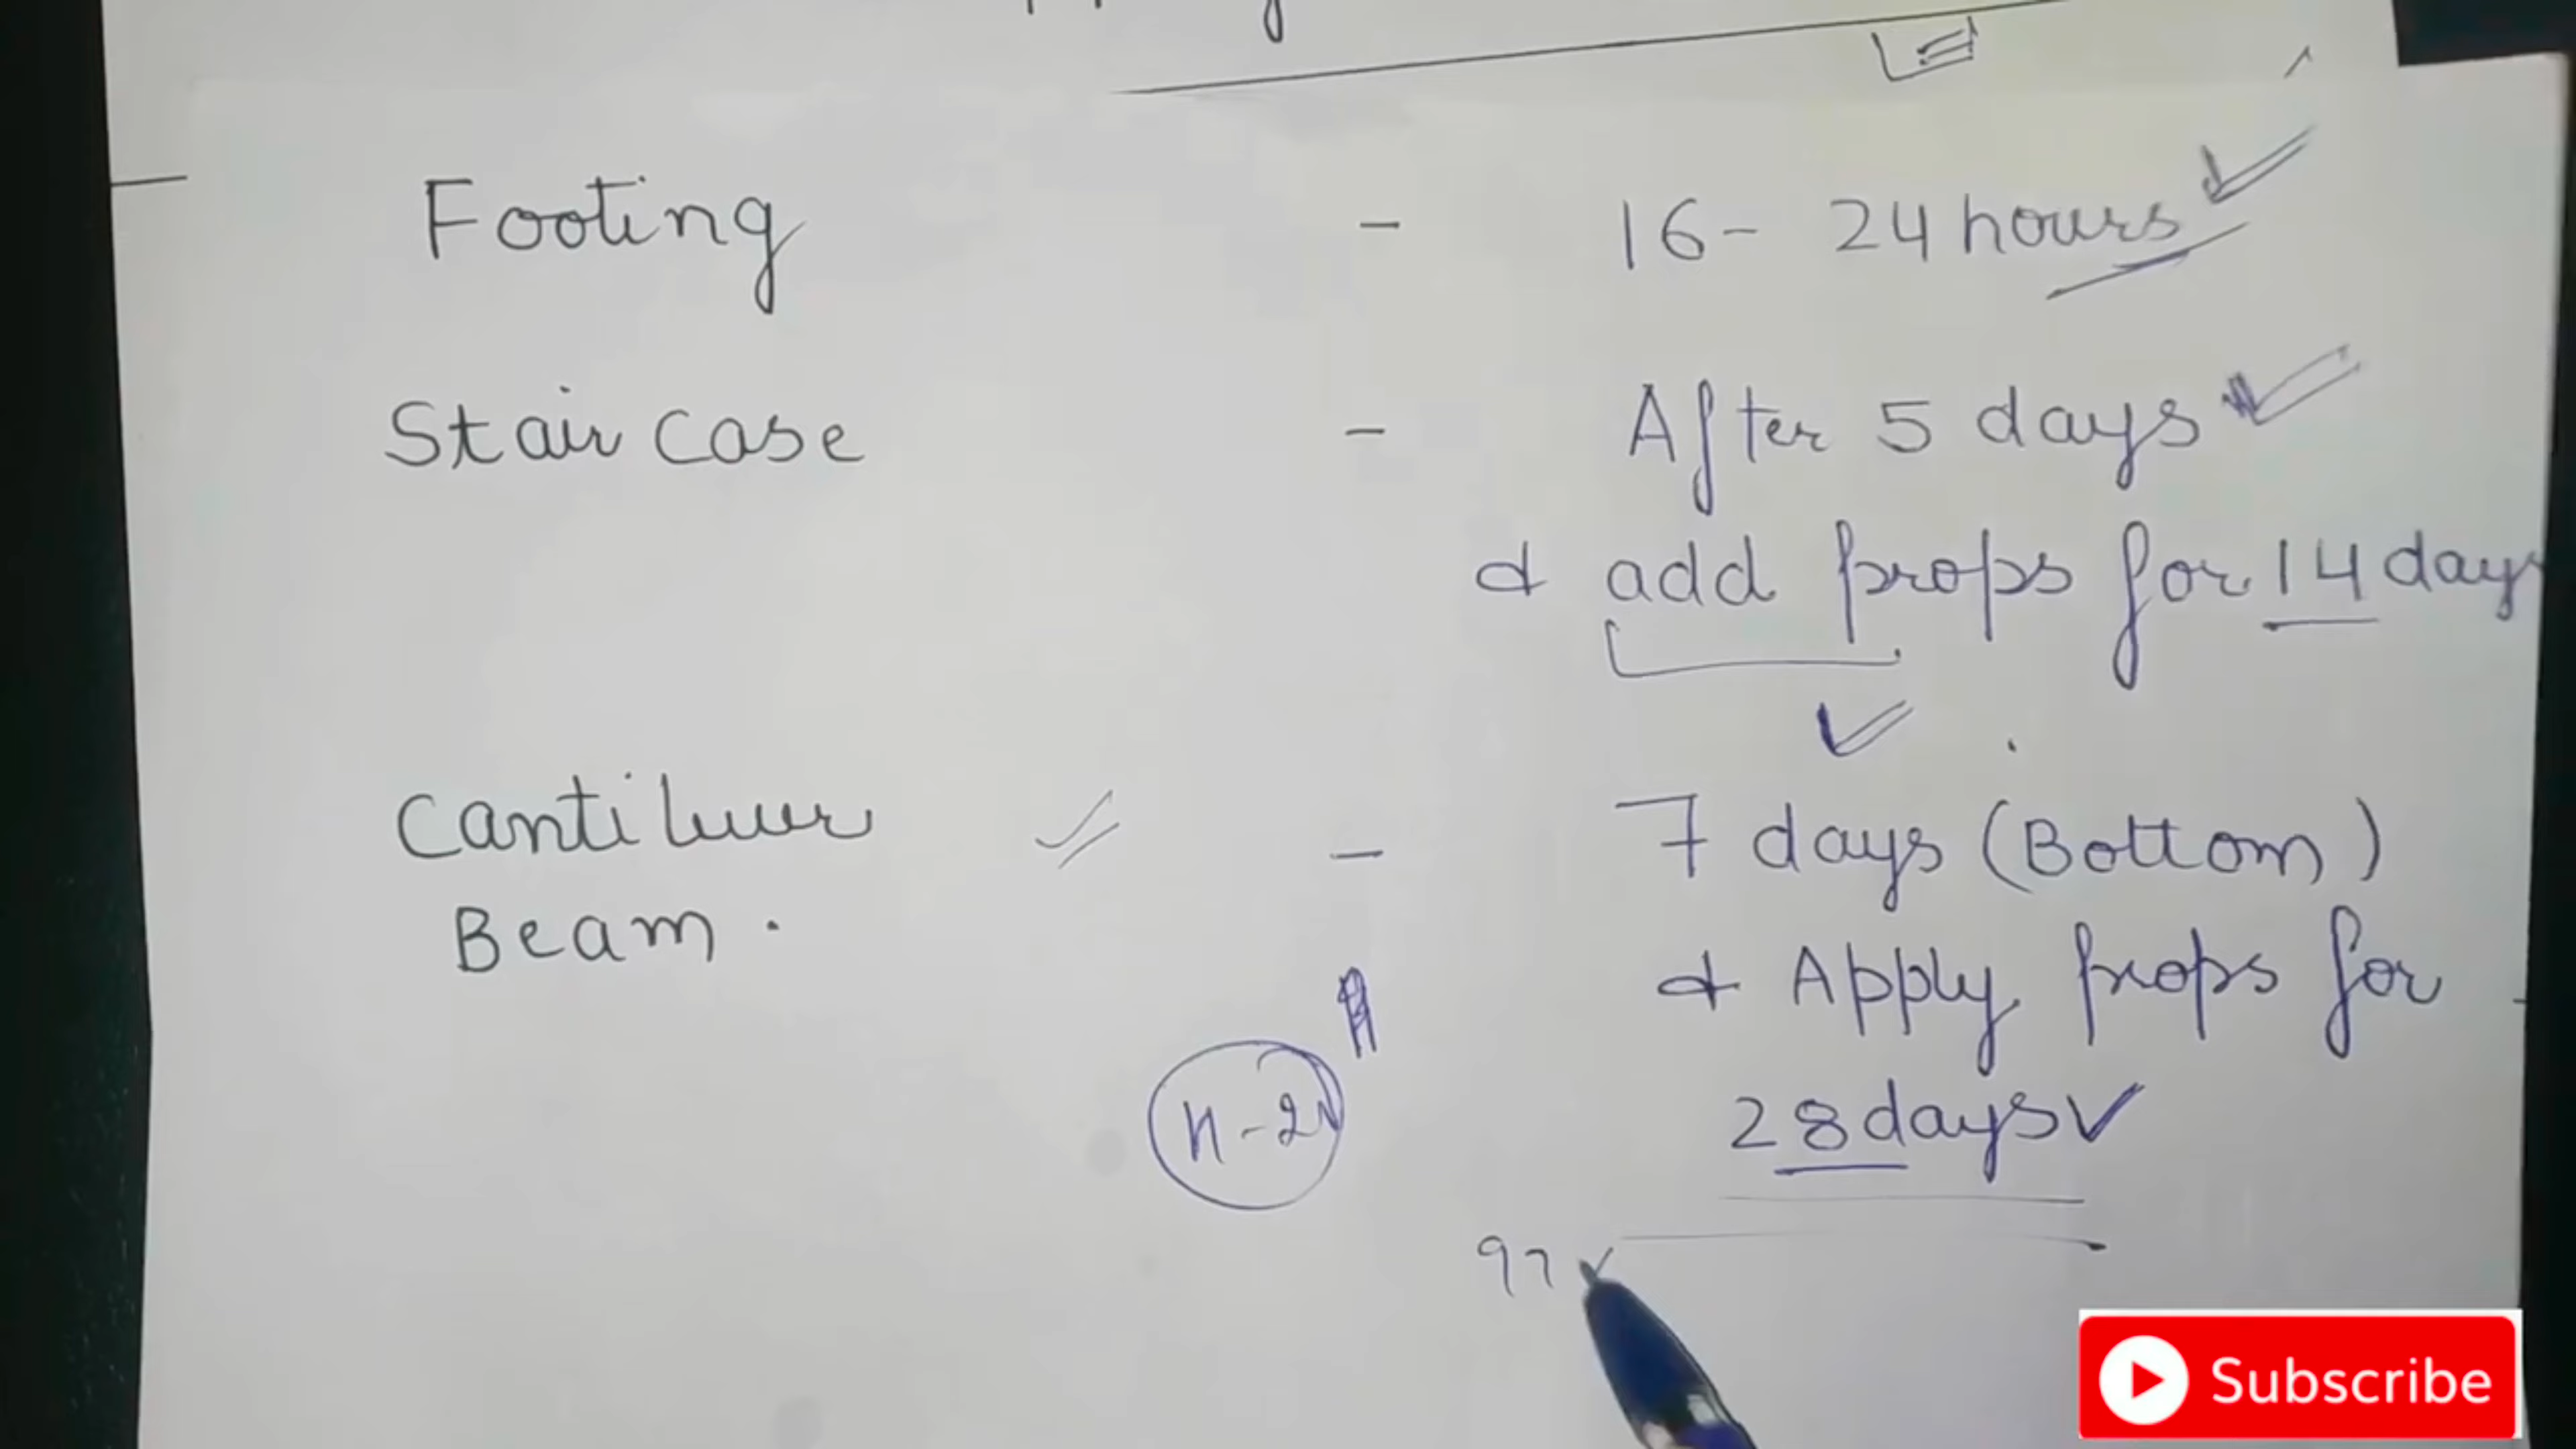 Footing - 16 - 24 hours
Stair case - After 5 days
& add props for 14 days
Cantilever - 7 days (Bottom)
Beam . & Apply props for
28 days
Subscribe